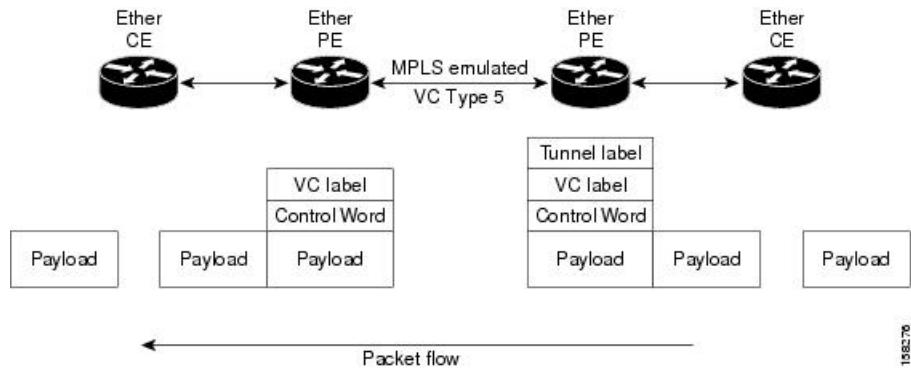 Ether
CE
Ether
PE
Ether
PE
Ether
CE
MPLS emulated
VC Type 5
Tunnel label
VC label
VC label
Control Word
Control Word
Payload
Payload
Payload
Payload
Payload
Payload
Packet flow
158276